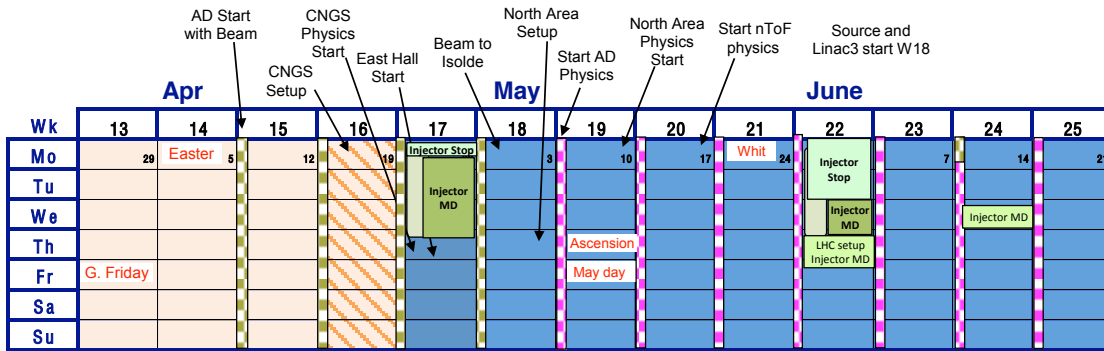 AD Start
with Beam
CNGS
Setup
CNGS
Physics
Start
East Hall
Start
Beam to
Isolde
North Area
Setup
Start AD
Physics
North Area
Physics
Start
Start nToF
physics
Source and
Linac3 start W18
Apr May June
Wk 13 14 15 16 17 18 19 20 21 22 23 24 25
Mo 29 Easter 5 12 19 Injector Stop 3 10 17 Whit 24 Injector Stop 7 14 21
Tu Injector
We MD Injector MD Injector MD
Th Ascension LHC setup
Fr G. Friday May day Injector MD
Sa
Su